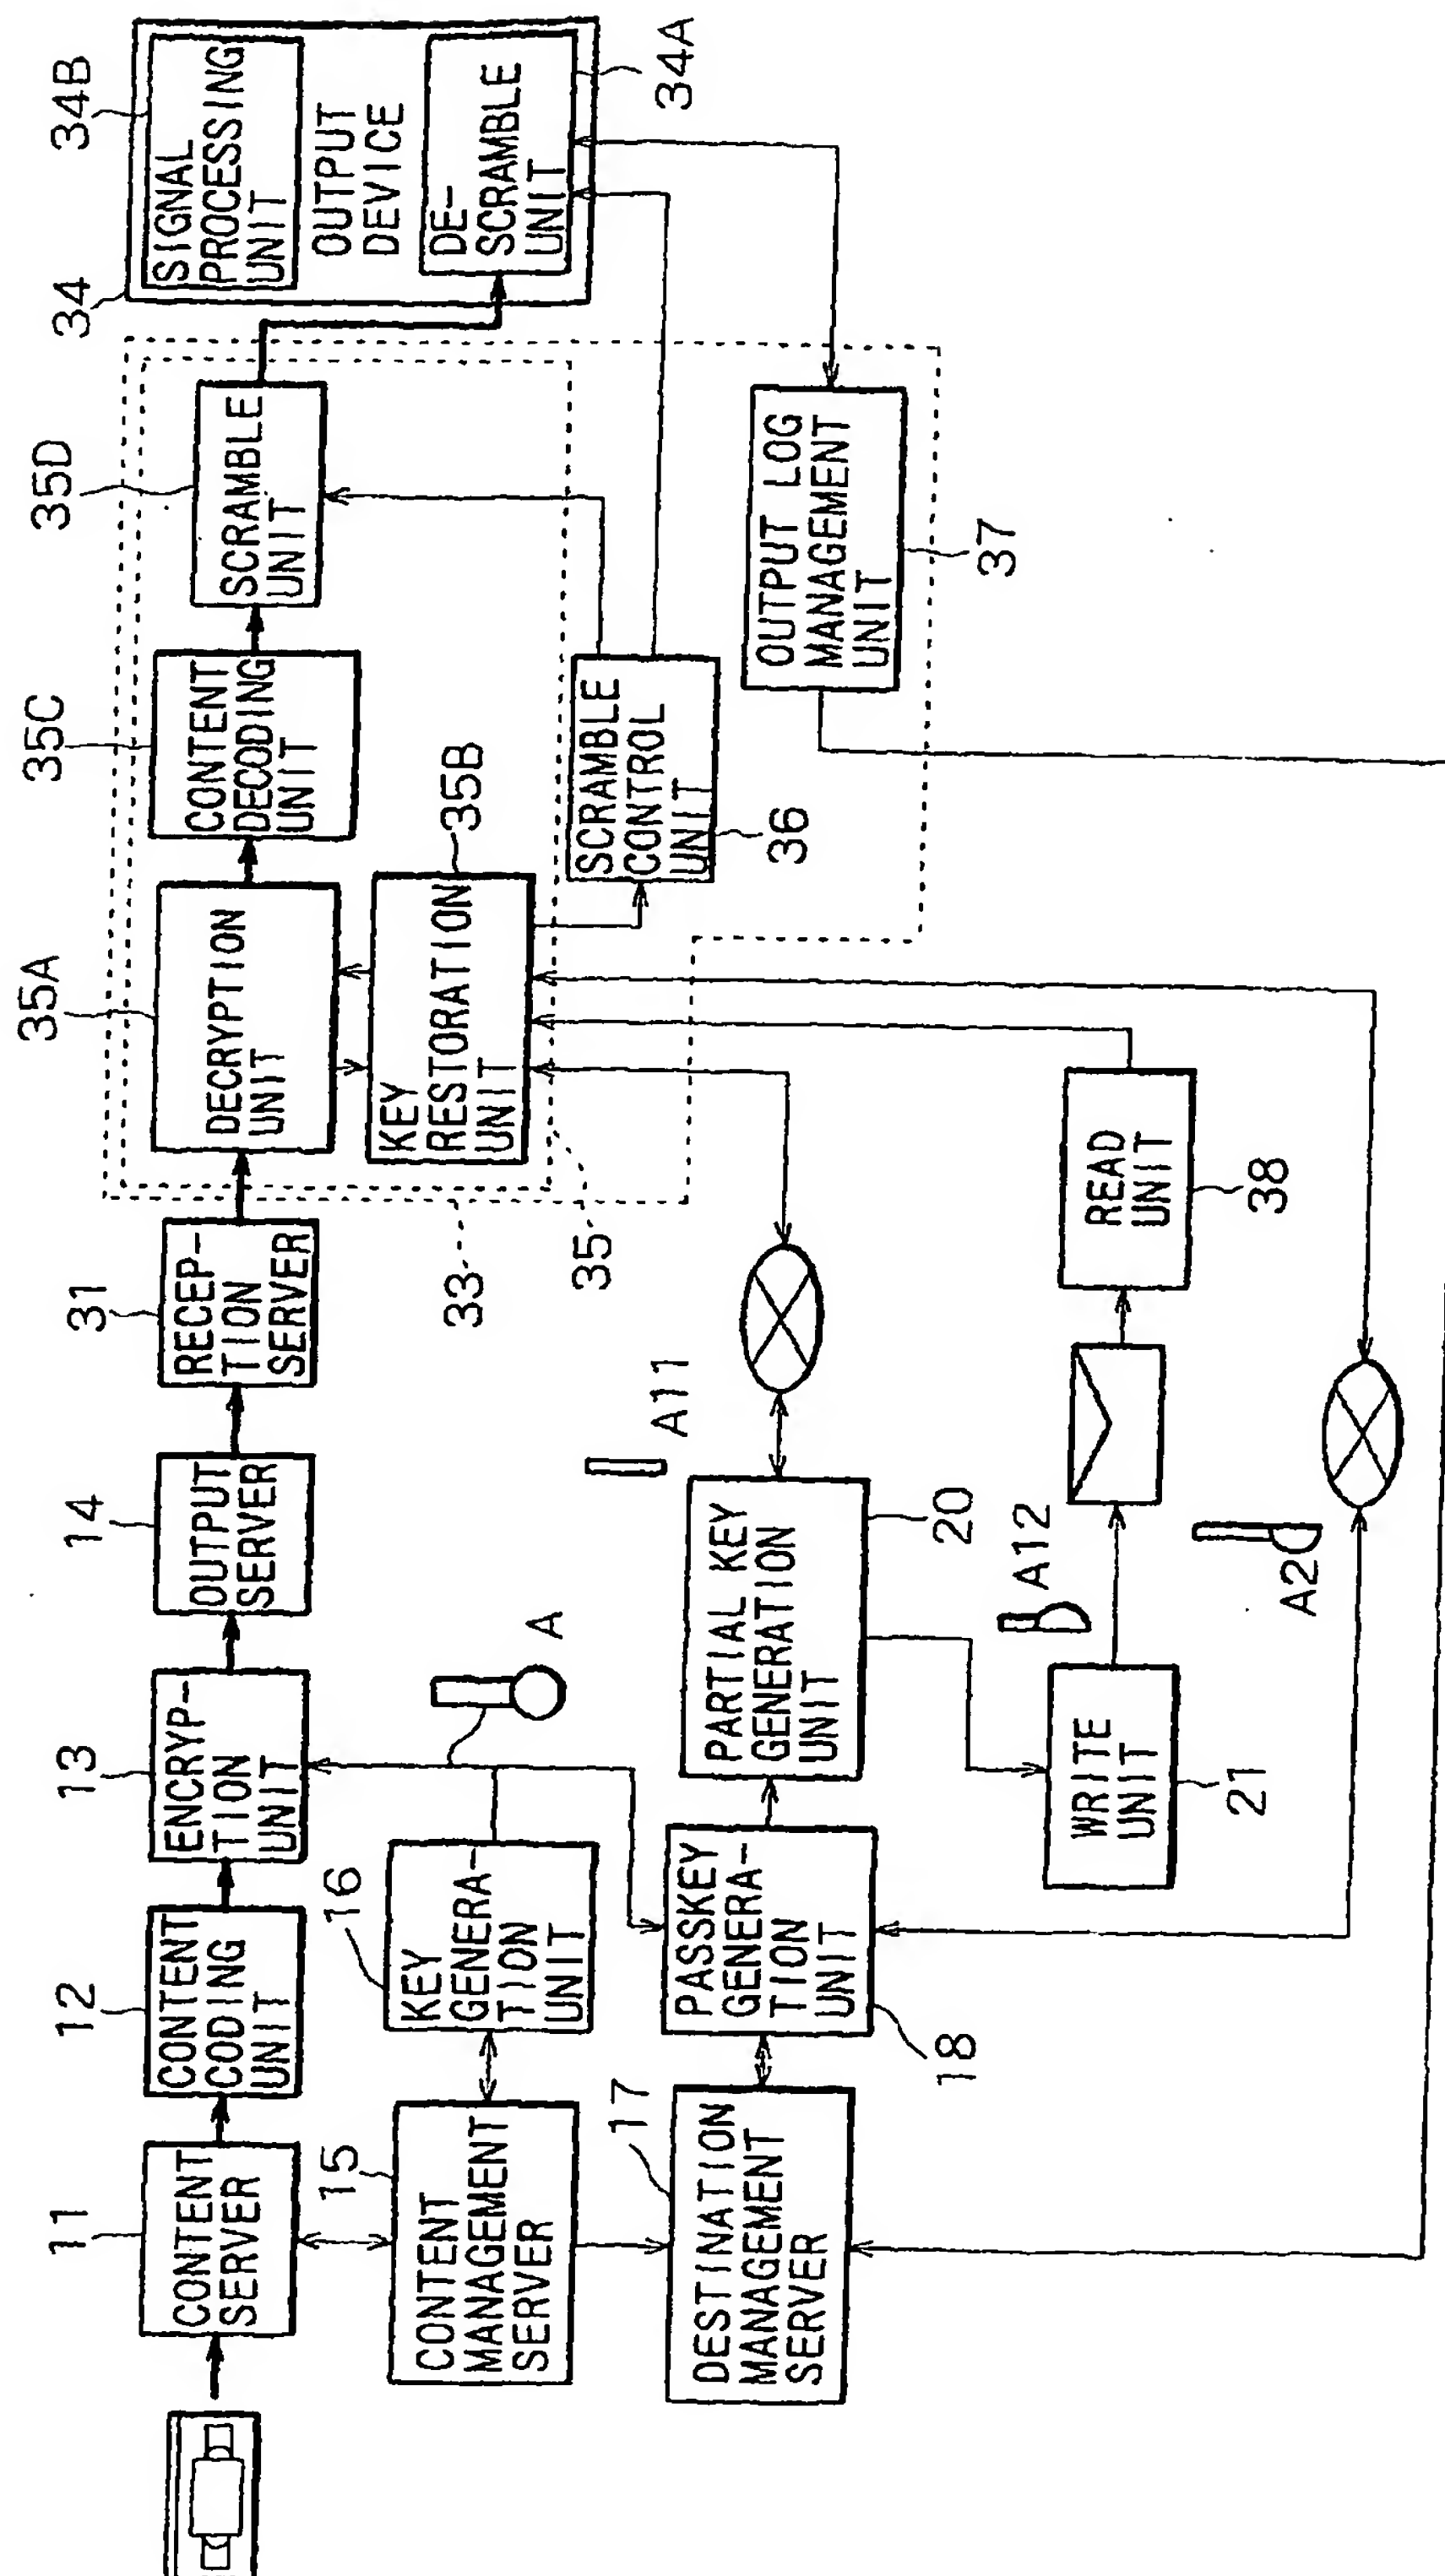 11
CONTENT
SERVER
12
CONTENT
CODING
UNIT
13
ENCRYP-
TION
UNIT
14
OUTPUT
SERVER
31
RECEP-
TION
SERVER
35A
DECRYPTION
UNIT
35C
CONTENT
DECODING
UNIT
35D
SCRAMBLE
UNIT
34
34B
SIGNAL
PROCESSING
UNIT
OUTPUT
DEVICE
DE-
SCRAMBLE
UNIT
34A
15
CONTENT
MANAGEMENT
SERVER
16
KEY
GENERA-
TION
UNIT
A
33
35
KEY
RESTORATION
UNIT
35B
SCRAMBLE
CONTROL
UNIT
36
OUTPUT LOG
MANAGEMENT
UNIT
37
17
DESTINATION
MANAGEMENT
SERVER
PASSKEY
GENERA-
TION
UNIT
18
PARTIAL KEY
GENERATION
UNIT
20
A11
WRITE
UNIT
21
A12
READ
UNIT
38
A2